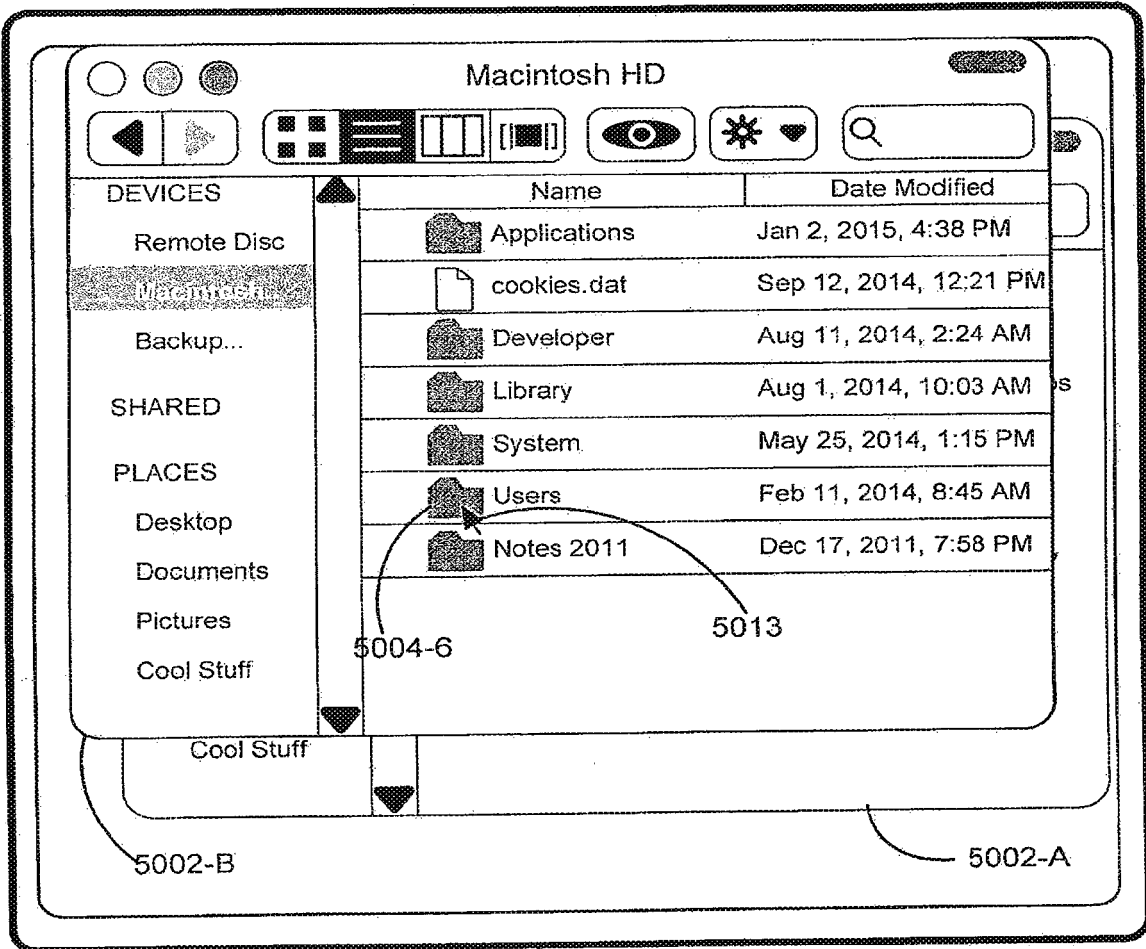 Macintosh HD
DEVICES
Remote Disc
Macintosh...
Backup...
SHARED
PLACES
Desktop
Documents
Pictures
Cool Stuff
Name Date Modified
Applications Jan 2, 2015, 4:38 PM
cookies.dat Sep 12, 2014, 12:21 PM
Developer Aug 11, 2014, 2:24 AM
Library Aug 1, 2014, 10:03 AM
System May 25, 2014, 1:15 PM
Users Feb 11, 2014, 8:45 AM
Notes 2011 Dec 17, 2011, 7:58 PM
5004-6
5013
os
Cool Stuff
5002-B
5002-A